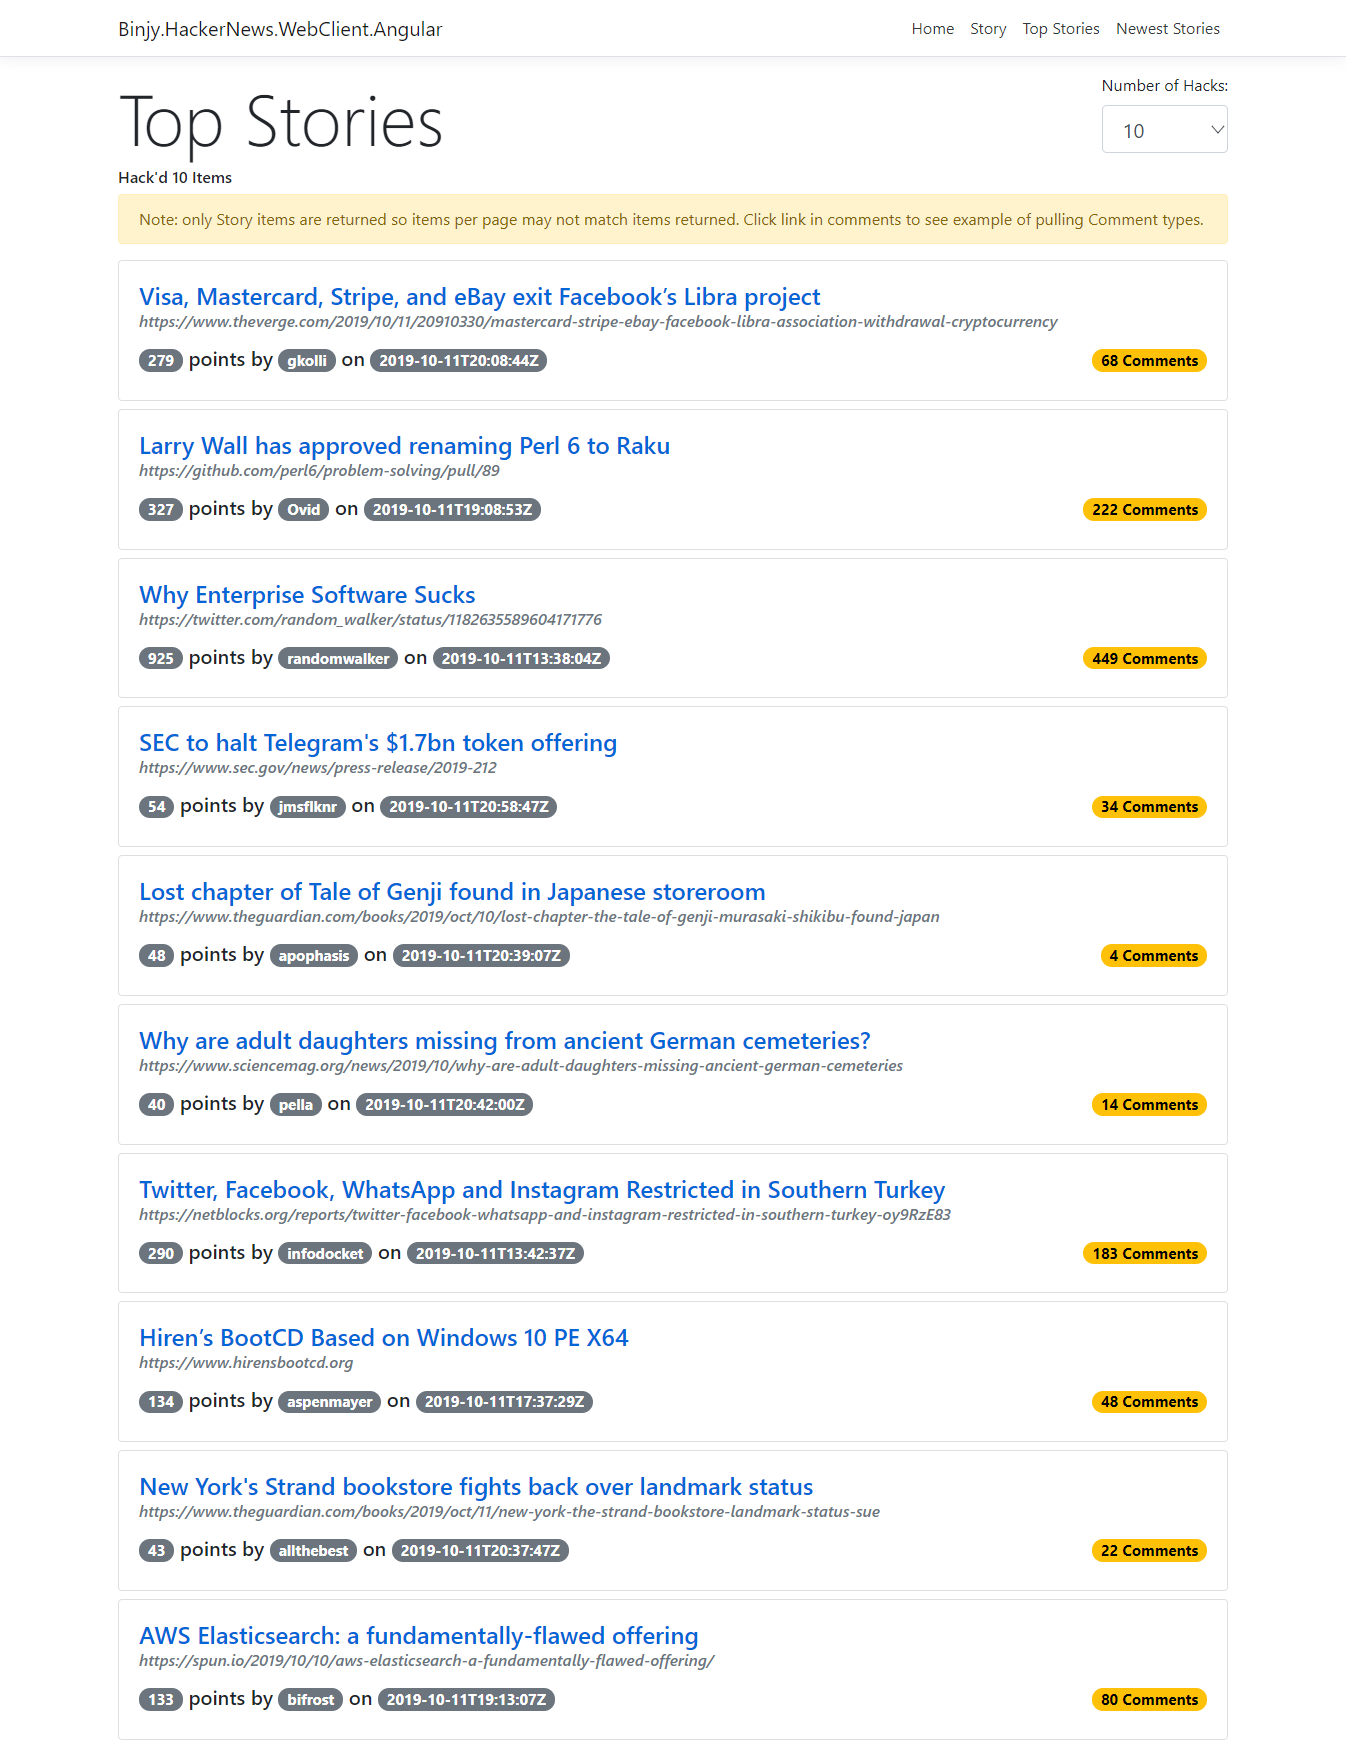 Binjy.HackerNews.WebClient.Angular Home Story Top Stories Newest Stories
Number of Hacks:
Top Stories
10
Hack'd 10 Items
Note: only Story items are returned so items per page may not match items returned. Click link in comments to see example of pulling Comment types.
Visa, Mastercard, Stripe, and eBay exit Facebook’s Libra project
https://www.theverge.com/2019/10/11/20910330/mastercard-stripe-ebay-facebook-libra-association-withdrawal-cryptocurrency
279 points by gkolli on 2019-10-11T20:08:44Z 68 Comments
Larry Wall has approved renaming Perl 6 to Raku
https://github.com/perl6/problem-solving/pull/89
327 points by Ovid on 2019-10-11T19:08:53Z 222 Comments
Why Enterprise Software Sucks
https://twitter.com/random_walker/status/1182635589604171776
925 points by randomwalker on 2019-10-11T13:38:04Z 449 Comments
SEC to halt Telegram's $1.7bn token offering
https://www.sec.gov/news/press-release/2019-212
54 points by jmsflknr on 2019-10-11T20:58:47Z 34 Comments
Lost chapter of Tale of Genji found in Japanese storeroom
https://www.theguardian.com/books/2019/oct/10/lost-chapter-the-tale-of-genji-murasaki-shikibu-found-japan
48 points by apophasis on 2019-10-11T20:39:07Z 4 Comments
Why are adult daughters missing from ancient German cemeteries?
https://www.sciencemag.org/news/2019/10/why-are-adult-daughters-missing-ancient-german-cemeteries
40 points by pella on 2019-10-11T20:42:00Z 14 Comments
Twitter, Facebook, WhatsApp and Instagram Restricted in Southern Turkey
https://netblocks.org/reports/twitter-facebook-whatsapp-and-instagram-restricted-in-southern-turkey-oy9RzE83
290 points by infodocket on 2019-10-11T13:42:37Z 183 Comments
Hiren’s BootCD Based on Windows 10 PE X64
https://www.hirensbootcd.org
134 points by aspenmayer on 2019-10-11T17:37:29Z 48 Comments
New York's Strand bookstore fights back over landmark status
https://www.theguardian.com/books/2019/oct/11/new-york-the-strand-bookstore-landmark-status-sue
43 points by allthebest on 2019-10-11T20:37:47Z 22 Comments
AWS Elasticsearch: a fundamentally-flawed offering
https://spun.io/2019/10/10/aws-elasticsearch-a-fundamentally-flawed-offering/
133 points by bifrost on 2019-10-11T19:13:07Z 80 Comments